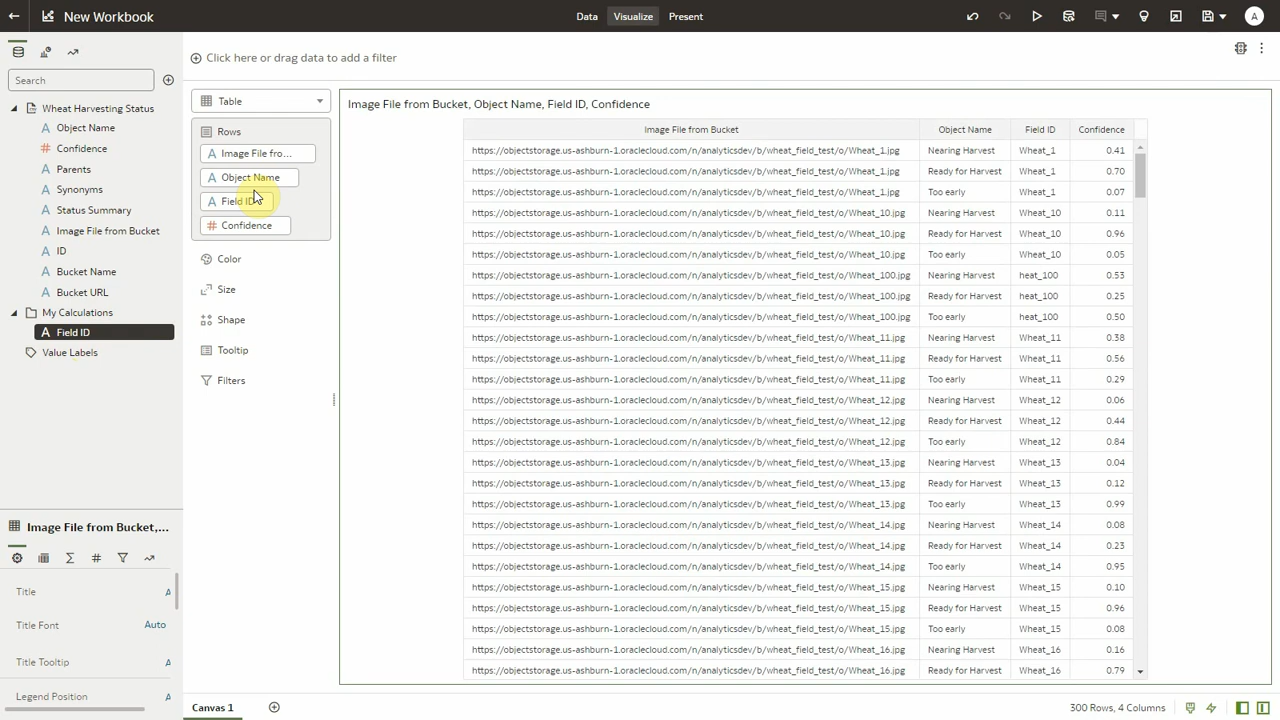 New Workbook
Data Visualize Present
A
Search
Click here or drag data to add a filter
Wheat Harvesting Status
A Object Name
# Confidence
A Parents
A Synonyms
A Status Summary
A Image File from Bucket
A ID
A Bucket Name
A Bucket URL
My Calculations
A Field ID
Value Labels
Table
Rows
A Image File fro...
A Object Name
A Field ID
# Confidence
Color
Size
Shape
Tooltip
Filters
Image File from Bucket, Object Name, Field ID, Confidence
Image File from Bucket Object Name Field ID Confidence
https://objectstorage.us-ashburn-1.oraclecloud.com/n/analyticsdev/b/wheat_field_test/o/Wheat_1.jpg Nearing Harvest Wheat_1 0.41
https://objectstorage.us-ashburn-1.oraclecloud.com/n/analyticsdev/b/wheat_field_test/o/Wheat_1.jpg Ready for Harvest Wheat_1 0.70
https://objectstorage.us-ashburn-1.oraclecloud.com/n/analyticsdev/b/wheat_field_test/o/Wheat_1.jpg Too early Wheat_1 0.07
https://objectstorage.us-ashburn-1.oraclecloud.com/n/analyticsdev/b/wheat_field_test/o/Wheat_10.jpg Nearing Harvest Wheat_10 0.11
https://objectstorage.us-ashburn-1.oraclecloud.com/n/analyticsdev/b/wheat_field_test/o/Wheat_10.jpg Ready for Harvest Wheat_10 0.96
https://objectstorage.us-ashburn-1.oraclecloud.com/n/analyticsdev/b/wheat_field_test/o/Wheat_10.jpg Too early Wheat_10 0.05
https://objectstorage.us-ashburn-1.oraclecloud.com/n/analyticsdev/b/wheat_field_test/o/Wheat_100.jpg Nearing Harvest heat_100 0.53
https://objectstorage.us-ashburn-1.oraclecloud.com/n/analyticsdev/b/wheat_field_test/o/Wheat_100.jpg Ready for Harvest heat_100 0.25
https://objectstorage.us-ashburn-1.oraclecloud.com/n/analyticsdev/b/wheat_field_test/o/Wheat_100.jpg Too early heat_100 0.50
https://objectstorage.us-ashburn-1.oraclecloud.com/n/analyticsdev/b/wheat_field_test/o/Wheat_11.jpg Nearing Harvest Wheat_11 0.38
https://objectstorage.us-ashburn-1.oraclecloud.com/n/analyticsdev/b/wheat_field_test/o/Wheat_11.jpg Ready for Harvest Wheat_11 0.56
https://objectstorage.us-ashburn-1.oraclecloud.com/n/analyticsdev/b/wheat_field_test/o/Wheat_11.jpg Too early Wheat_11 0.29
https://objectstorage.us-ashburn-1.oraclecloud.com/n/analyticsdev/b/wheat_field_test/o/Wheat_12.jpg Nearing Harvest Wheat_12 0.06
https://objectstorage.us-ashburn-1.oraclecloud.com/n/analyticsdev/b/wheat_field_test/o/Wheat_12.jpg Ready for Harvest Wheat_12 0.44
https://objectstorage.us-ashburn-1.oraclecloud.com/n/analyticsdev/b/wheat_field_test/o/Wheat_12.jpg Too early Wheat_12 0.84
https://objectstorage.us-ashburn-1.oraclecloud.com/n/analyticsdev/b/wheat_field_test/o/Wheat_13.jpg Nearing Harvest Wheat_13 0.04
https://objectstorage.us-ashburn-1.oraclecloud.com/n/analyticsdev/b/wheat_field_test/o/Wheat_13.jpg Ready for Harvest Wheat_13 0.12
https://objectstorage.us-ashburn-1.oraclecloud.com/n/analyticsdev/b/wheat_field_test/o/Wheat_13.jpg Too early Wheat_13 0.99
https://objectstorage.us-ashburn-1.oraclecloud.com/n/analyticsdev/b/wheat_field_test/o/Wheat_14.jpg Nearing Harvest Wheat_14 0.08
https://objectstorage.us-ashburn-1.oraclecloud.com/n/analyticsdev/b/wheat_field_test/o/Wheat_14.jpg Ready for Harvest Wheat_14 0.23
https://objectstorage.us-ashburn-1.oraclecloud.com/n/analyticsdev/b/wheat_field_test/o/Wheat_14.jpg Too early Wheat_14 0.95
https://objectstorage.us-ashburn-1.oraclecloud.com/n/analyticsdev/b/wheat_field_test/o/Wheat_15.jpg Nearing Harvest Wheat_15 0.10
https://objectstorage.us-ashburn-1.oraclecloud.com/n/analyticsdev/b/wheat_field_test/o/Wheat_15.jpg Ready for Harvest Wheat_15 0.96
https://objectstorage.us-ashburn-1.oraclecloud.com/n/analyticsdev/b/wheat_field_test/o/Wheat_15.jpg Too early Wheat_15 0.08
https://objectstorage.us-ashburn-1.oraclecloud.com/n/analyticsdev/b/wheat_field_test/o/Wheat_16.jpg Nearing Harvest Wheat_16 0.16
https://objectstorage.us-ashburn-1.oraclecloud.com/n/analyticsdev/b/wheat_field_test/o/Wheat_16.jpg Ready for Harvest Wheat_16 0.79
Image File from Bucket,...
Title A
Title Font Auto
Title Tooltip A
Legend Position A
Canvas 1
300 Rows, 4 Columns